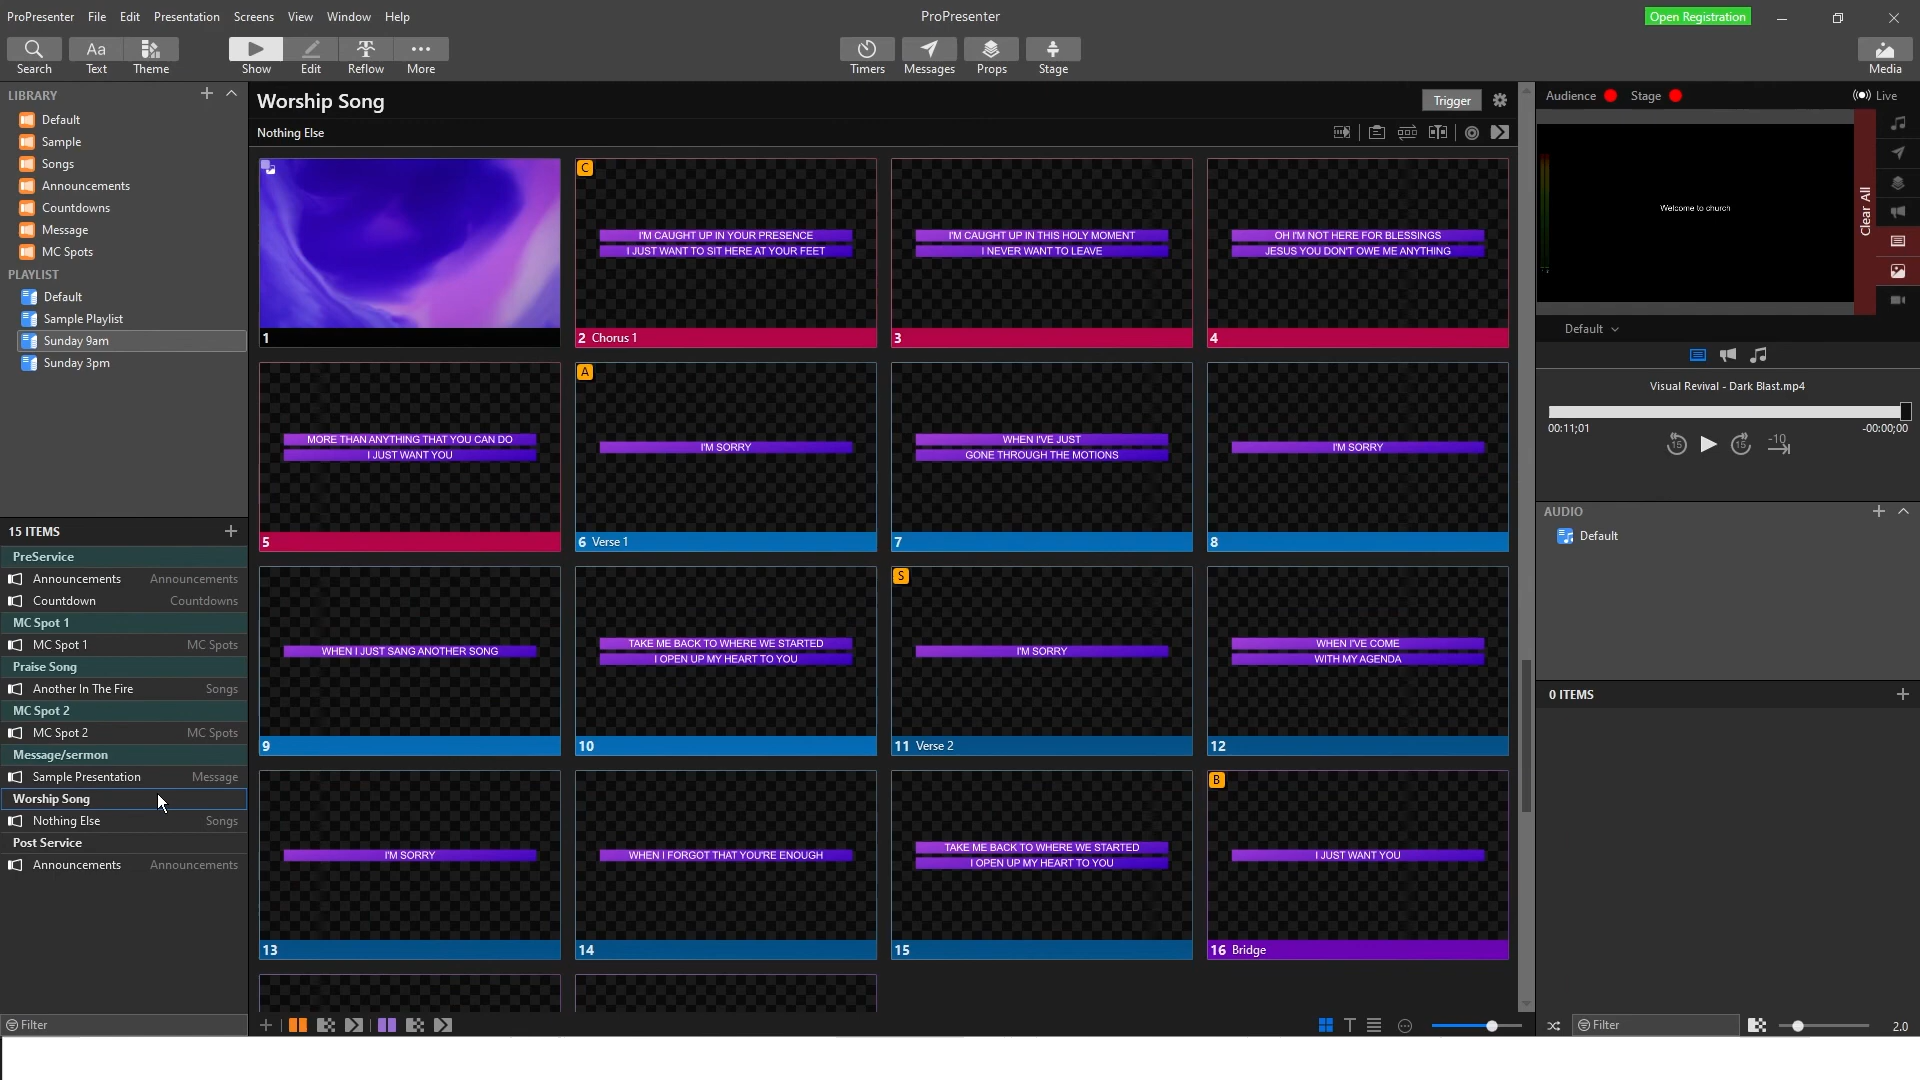 ProPresenter File Edit Presentation Screens View Window Help
ProPresenter
Open Registration
Search
Aa
Text
Theme
Show
Edit
Reflow
More
Timers
Messages
Props
Stage
Media
LIBRARY
Default
Sample
Songs
Announcements
Countdowns
Message
MC Spots
PLAYLIST
Default
Sample Playlist
Sunday 9am
Sunday 3pm
15 ITEMS
PreService
Announcements Announcements
Countdown Countdowns
MC Spot 1
MC Spot 1 MC Spots
Praise Song
Another In The Fire Songs
MC Spot 2
MC Spot 2 MC Spots
Message/sermon
Sample Presentation Message
Worship Song
Nothing Else Songs
Post Service
Announcements Announcements
Filter
Worship Song
Trigger
Nothing Else
1
C
I'M CAUGHT UP IN YOUR PRESENCE
I JUST WANT TO SIT HERE AT YOUR FEET
2 Chorus 1
I'M CAUGHT UP IN THIS HOLY MOMENT
I NEVER WANT TO LEAVE
3
OH I'M NOT HERE FOR BLESSINGS
JESUS YOU DON'T OWE ME ANYTHING
4
MORE THAN ANYTHING THAT YOU CAN DO
I JUST WANT YOU
5
A
I'M SORRY
6 Verse 1
WHEN I'VE JUST
GONE THROUGH THE MOTIONS
7
I'M SORRY
8
WHEN I JUST SANG ANOTHER SONG
9
TAKE ME BACK TO WHERE WE STARTED
I OPEN UP MY HEART TO YOU
10
S
I'M SORRY
11 Verse 2
WHEN I'VE COME
WITH MY AGENDA
12
I'M SORRY
13
WHEN I FORGOT THAT YOU'RE ENOUGH
14
TAKE ME BACK TO WHERE WE STARTED
I OPEN UP MY HEART TO YOU
15
B
I JUST WANT YOU
16 Bridge
Audience Stage Live
Welcome to church
Clear All
Default
Visual Revival - Dark Blast.mp4
00:11;01 -00:00;00
15 15 -10
AUDIO
Default
0 ITEMS
Filter
2.0